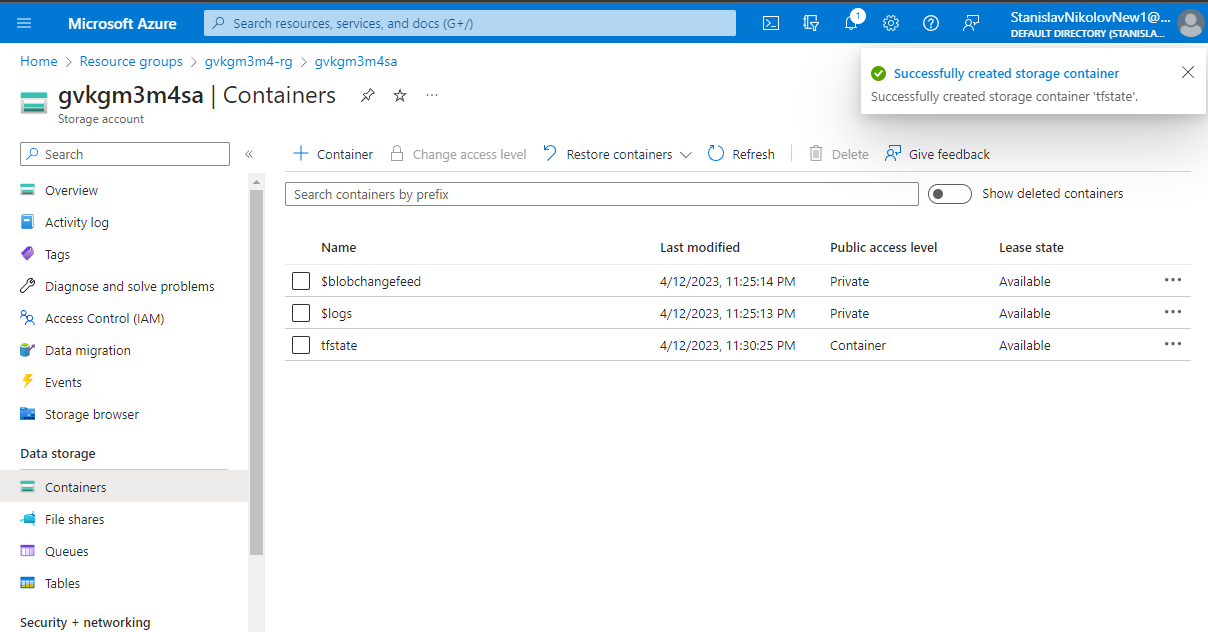 Microsoft Azure
Search resources, services, and docs (G+/)
1
StanislavNikolovNew1@...
DEFAULT DIRECTORY (STANISLA...
Home > Resource groups > gvkgm3m4-rg > gvkgm3m4sa
Successfully created storage container
Successfully created storage container 'tfstate'.
gvkgm3m4sa | Containers
Storage account
Search
Container
Change access level
Restore containers
Refresh
Delete
Give feedback
Search containers by prefix
Show deleted containers
Overview
Activity log
Tags
Diagnose and solve problems
Access Control (IAM)
Data migration
Events
Storage browser
Data storage
Containers
File shares
Queues
Tables
Security + networking
Name Last modified Public access level Lease state
$blobchangefeed 4/12/2023, 11:25:14 PM Private Available
$logs 4/12/2023, 11:25:13 PM Private Available
tfstate 4/12/2023, 11:30:25 PM Container Available